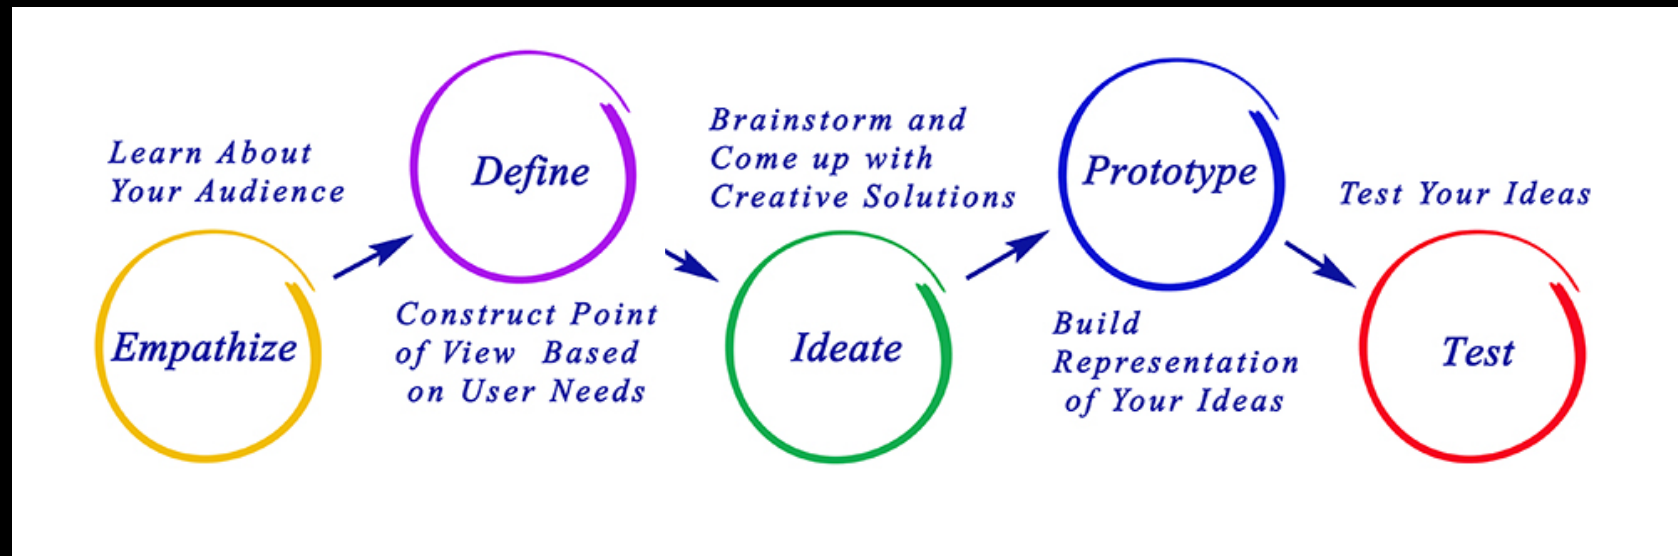 Learn About
Your Audience
Empathize
Define
Construct Point
of View Based
on User Needs
Brainstorm and
Come up with
Creative Solutions
Ideate
Prototype
Build
Representation
of Your Ideas
Test Your Ideas
Test